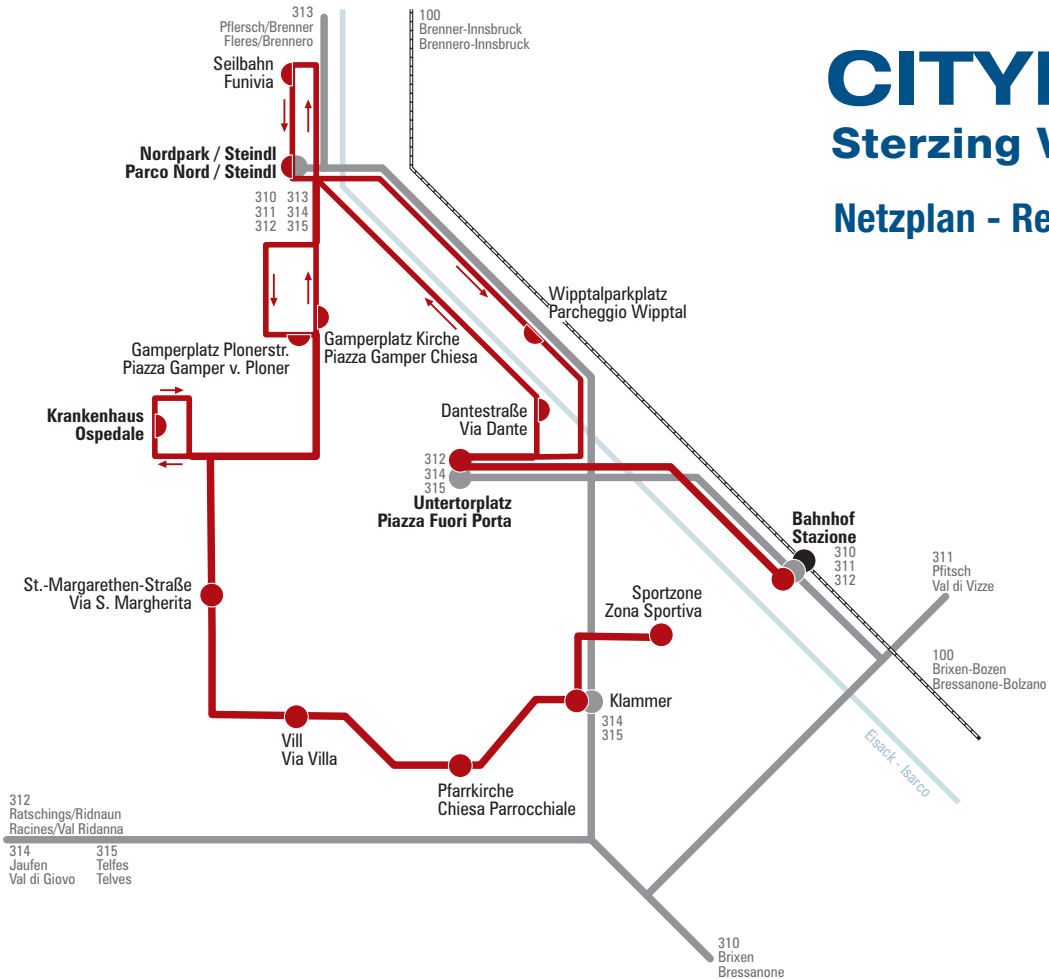 313
Pflersch/Brenner
Fleres/Brennero
100
Brenner-Innsbruck
Brennero-Innsbruck
Seilbahn
Funivia
Sterzing
Netzplan -
Nordpark / Steindl
Parco Nord / Steindl
310 313
311 314
312 315
Wipptalparkplatz
Parcheggio Wipptal
Gamperplatz Kirche
Piazza Gamper Chiesa
Gamperplatz Plonerstr.
Piazza Gamper v. Ploner
Krankenhaus
Ospedale
Dantestraße
Via Dante
312
314
315
Untertorplatz
Piazza Fuori Porta
Bahnhof
Stazione
310
311
312
311
Pfitsch
Val di Vizze
St.-Margarethen-Straße
Via S. Margherita
Sportzone
Zona Sportiva
100
Brixen-Bozen
Bressanone-Bolzano
Klammer
314
315
Vill
Via Villa
Eisack - Isarco
Pfarrkirche
Chiesa Parrocchiale
312
Ratschings/Ridnaun
Racines/Val Ridanna
314 315
Jaufen Telfes
Val di Giovo Telves
310
Brixen
Bressanone